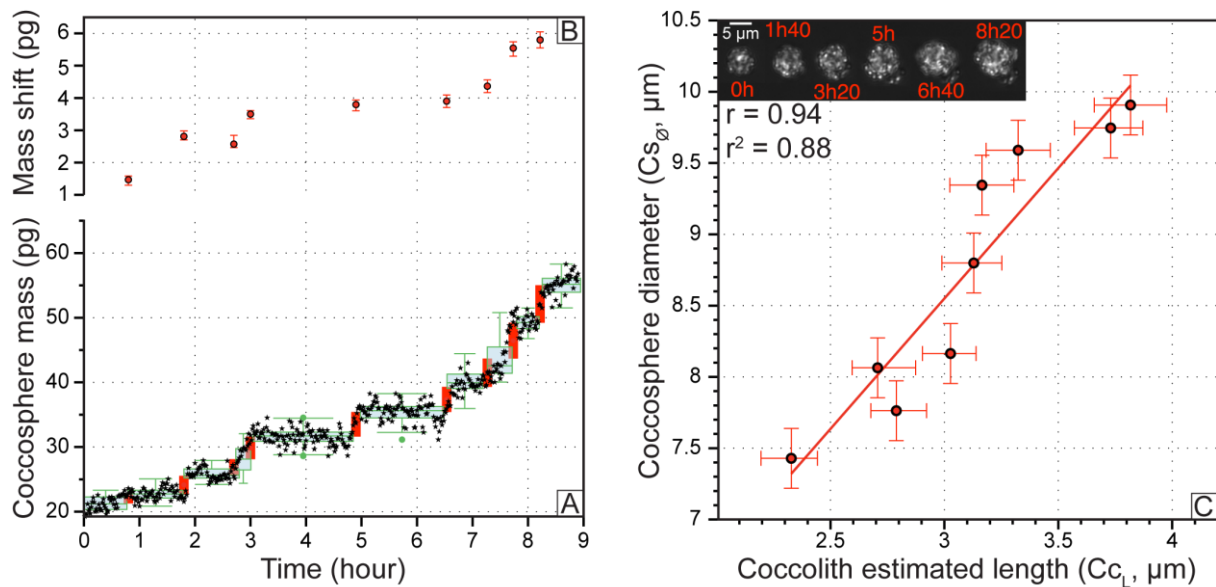 Mass shift (pg)
6
5
4
3
2
1
B
Coccosphere mass (pg)
60
50
40
30
20
A
0 1 2 3 4 5 6 7 8 9
Time (hour)
Cocccosphere diameter (CsØ, µm)
10.5
10
9.5
9
8.5
8
7.5
7
5 µm
1h40 5h 8h20
0h 3h20 6h40
r = 0.94
r² = 0.88
C
2.5 3 3.5 4
Coccolith estimated length (CcL, µm)